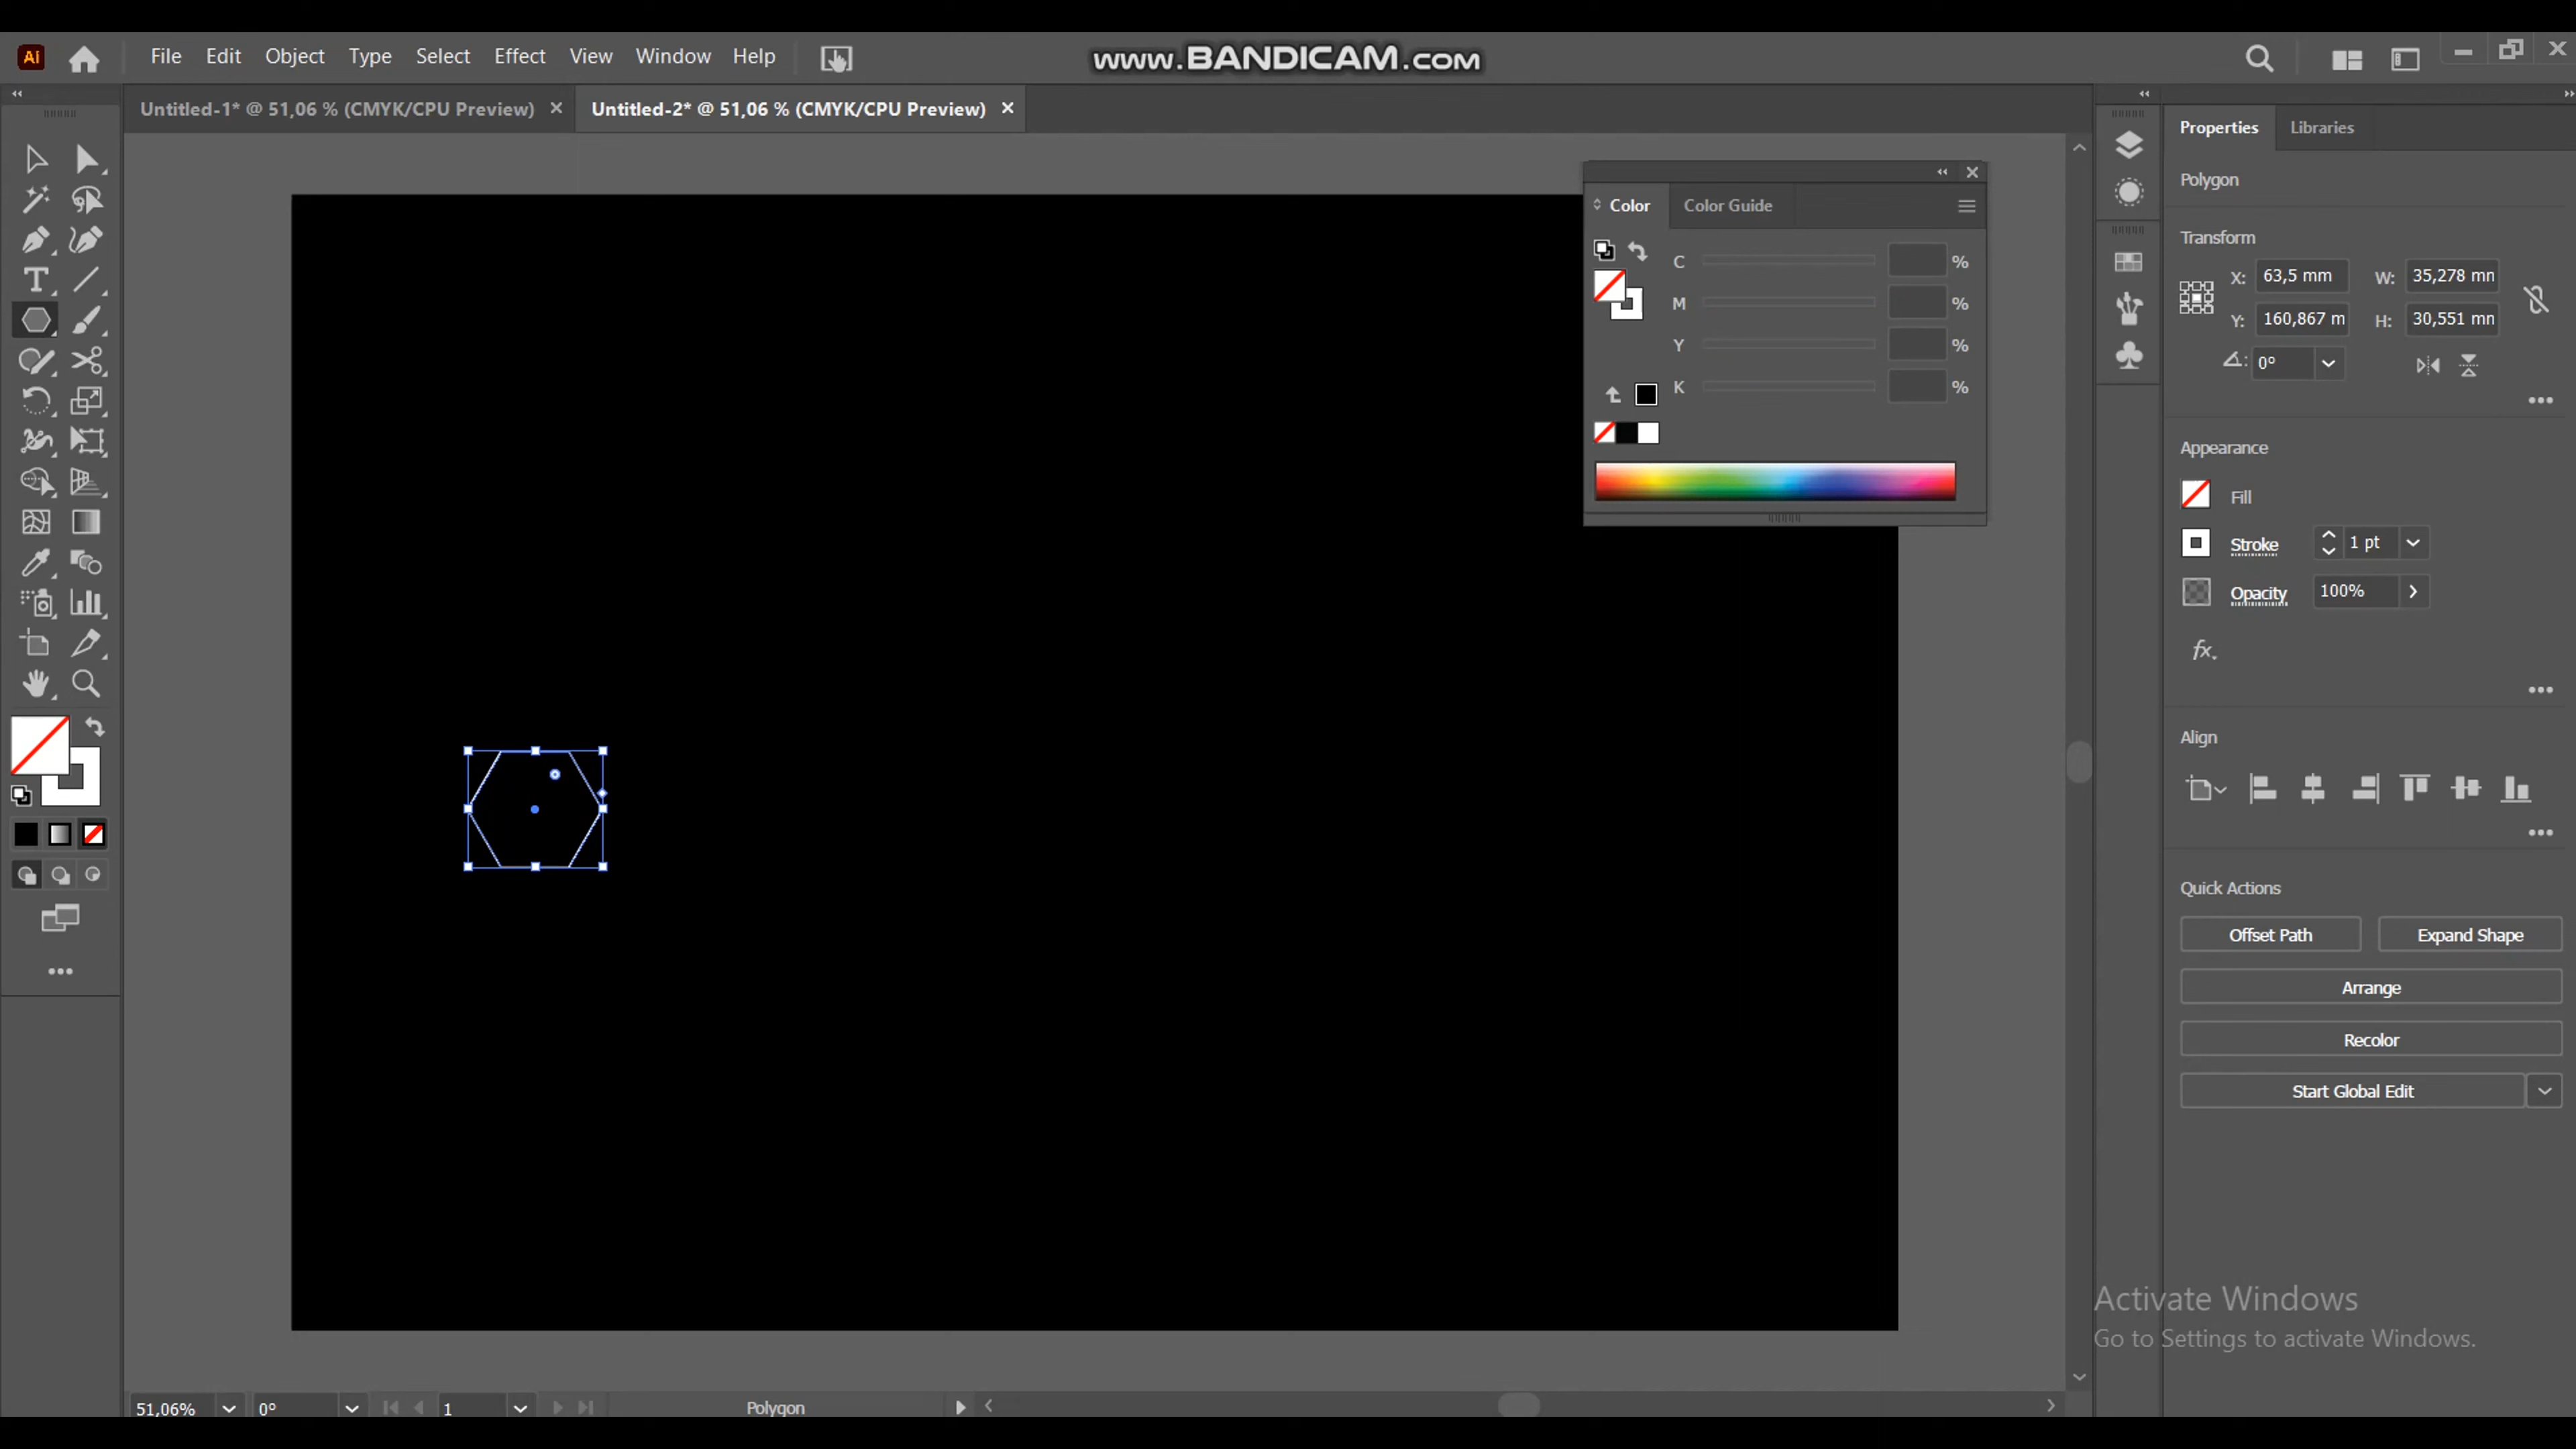 Ai File Edit Object Type Select Effect View Window Help
www.BANDICAM.com
Untitled-1* @ 51,06 % (CMYK/CPU Preview)
Untitled-2* @ 51,06 % (CMYK/CPU Preview)
Color Color Guide
C %
M %
Y %
K %
Properties Libraries
Polygon
Transform
X: 63,5 mm W: 35,278 mn
Y: 160,867 m H: 30,551 mn
0°
Appearance
Fill
Stroke 1 pt
Opacity 100%
fx
Align
Quick Actions
Offset Path Expand Shape
Arrange
Recolor
Start Global Edit
Activate Windows
Go to Settings to activate Windows.
51,06% 0° 1 Polygon